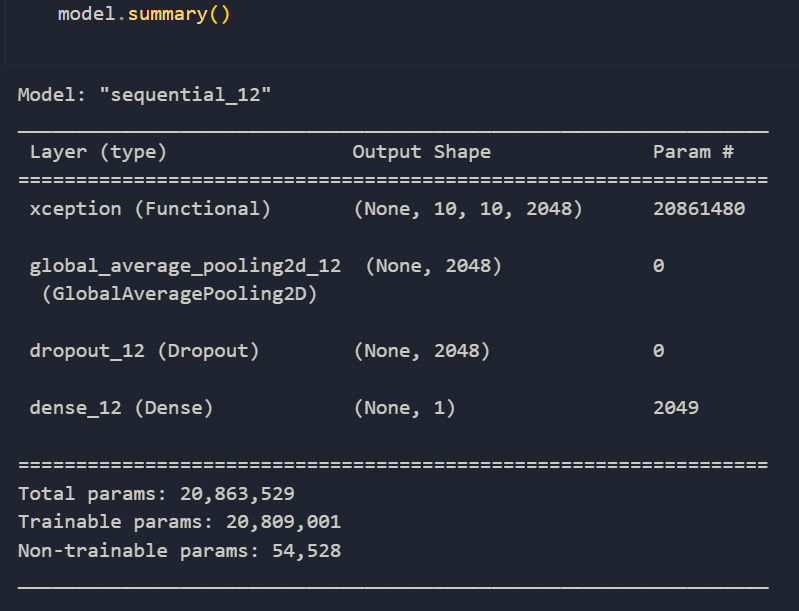 model.summary()
Model: "sequential_12"
_________________________________________________________________
Layer (type)                Output Shape              Param #
=================================================================
xception (Functional)       (None, 10, 10, 2048)      20861480
global_average_pooling2d_12  (None, 2048)             0
(GlobalAveragePooling2D)
dropout_12 (Dropout)        (None, 2048)              0
dense_12 (Dense)            (None, 1)                 2049
=================================================================
Total params: 20,863,529
Trainable params: 20,809,001
Non-trainable params: 54,528
_________________________________________________________________